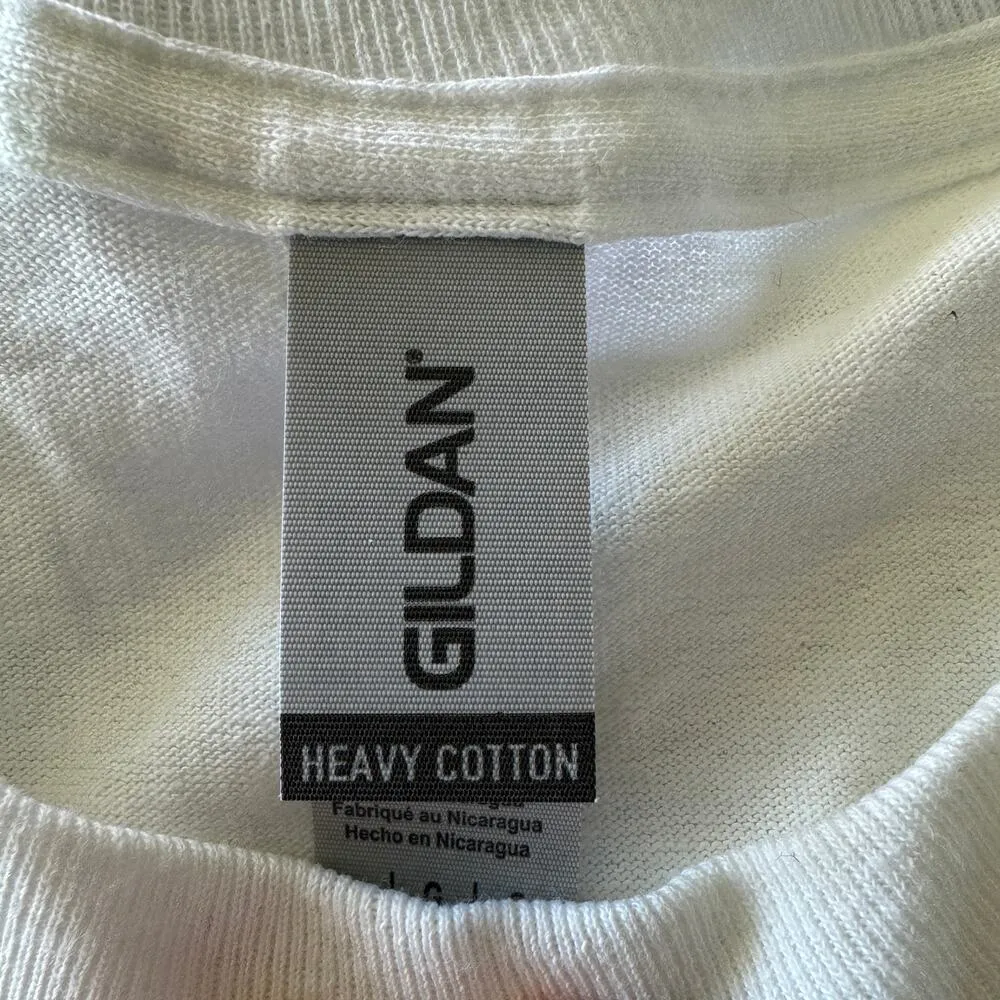 GILDAN®
HEAVY COTTON
Fabriqué au Nicaragua
Hecho en Nicaragua